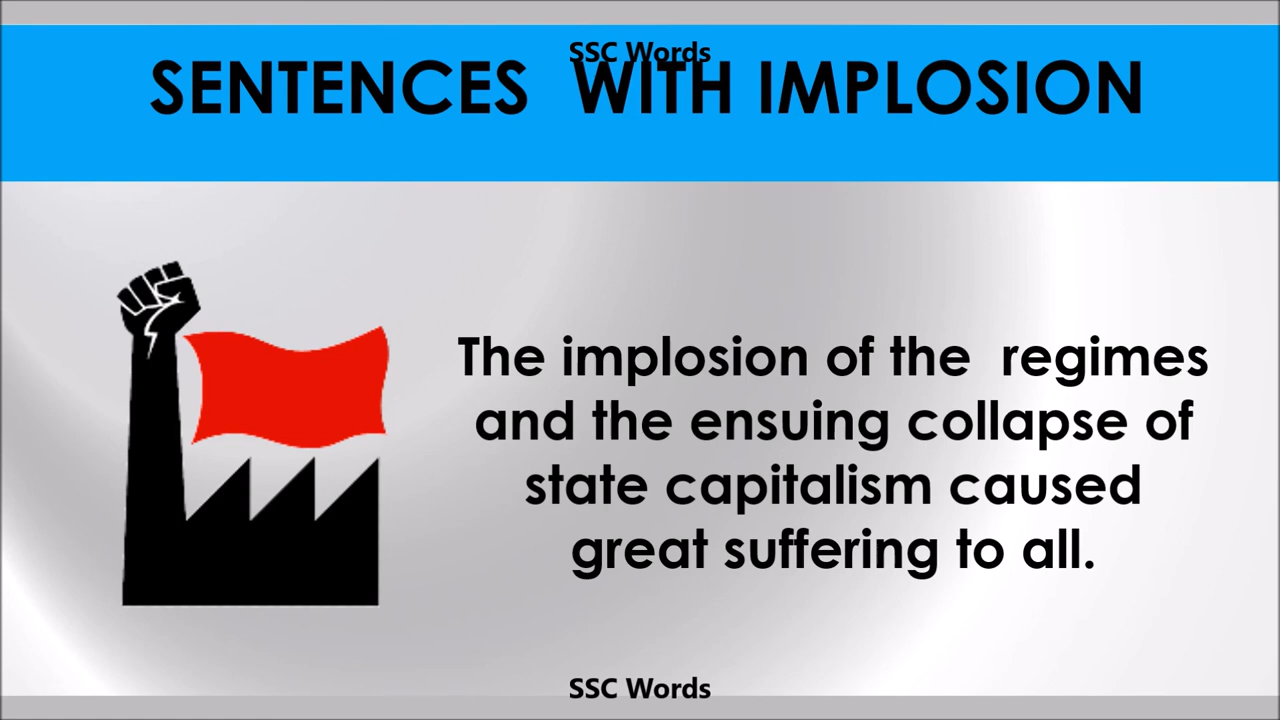 SSC Words
SENTENCES WITH IMPLOSION
The implosion of the regimes
and the ensuing collapse of
state capitalism caused
great suffering to all.
SSC Words